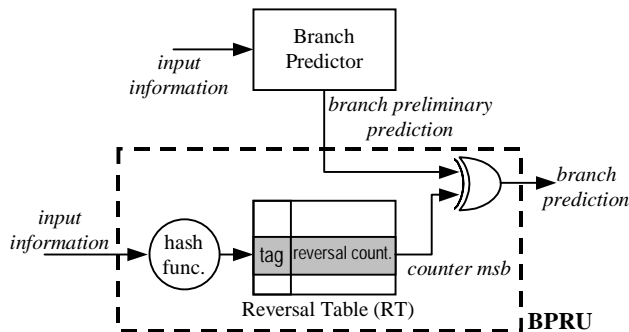 Branch
Predictor
input
information
branch preliminary
prediction
branch
prediction
input
information
hash
func.
tag
reversal count.
counter msb
Reversal Table (RT)
BPRU